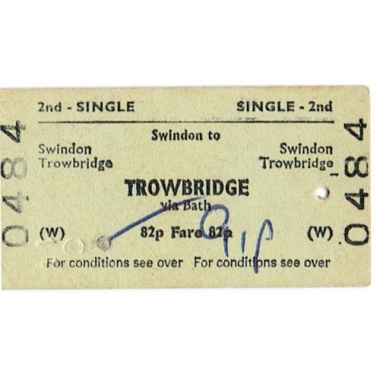 2nd - SINGLE SINGLE - 2nd
Swindon to
Swindon Swindon
Trowbridge Trowbridge
TROWBRIDGE
via Bath
(W) 82p Fare 82p (W)
91p
For conditions see over For conditions see over
0484 0484